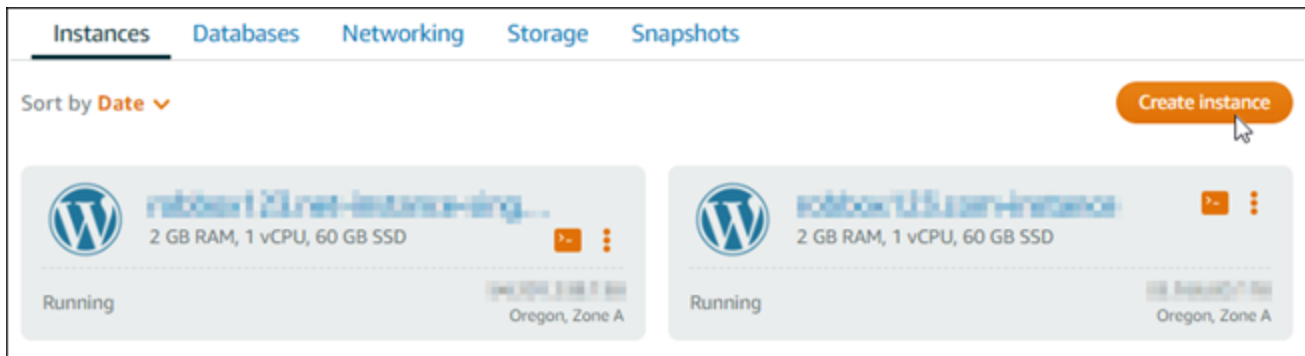 Instances Databases Networking Storage Snapshots
Sort by Date
Create instance
2 GB RAM, 1 vCPU, 60 GB SSD
Running
Oregon, Zone A
2 GB RAM, 1 vCPU, 60 GB SSD
Running
Oregon, Zone A